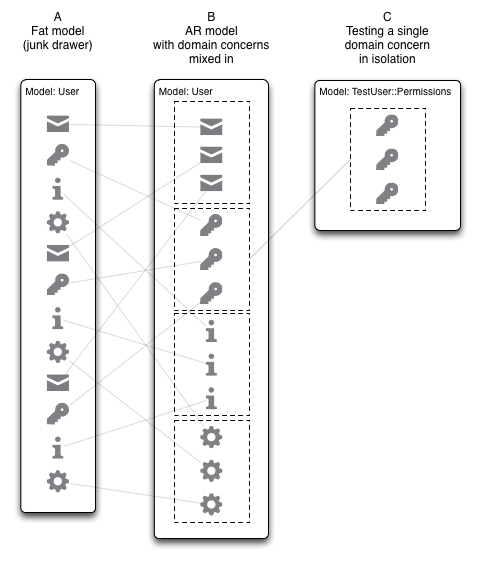 A
Fat model
(junk drawer)
B
AR model
with domain concerns
mixed in
C
Testing a single
domain concern
in isolation
Model: User
Model: User
Model: TestUser::Permissions